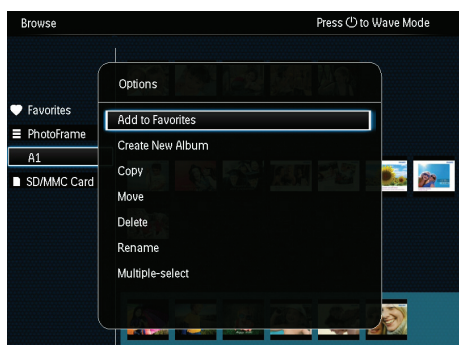 Browse
Press ⏻ to Wave Mode
Options
Favorites
PhotoFrame
A1
SD/MMC Card
Add to Favorites
Create New Album
Copy
Move
Delete
Rename
Multiple-select